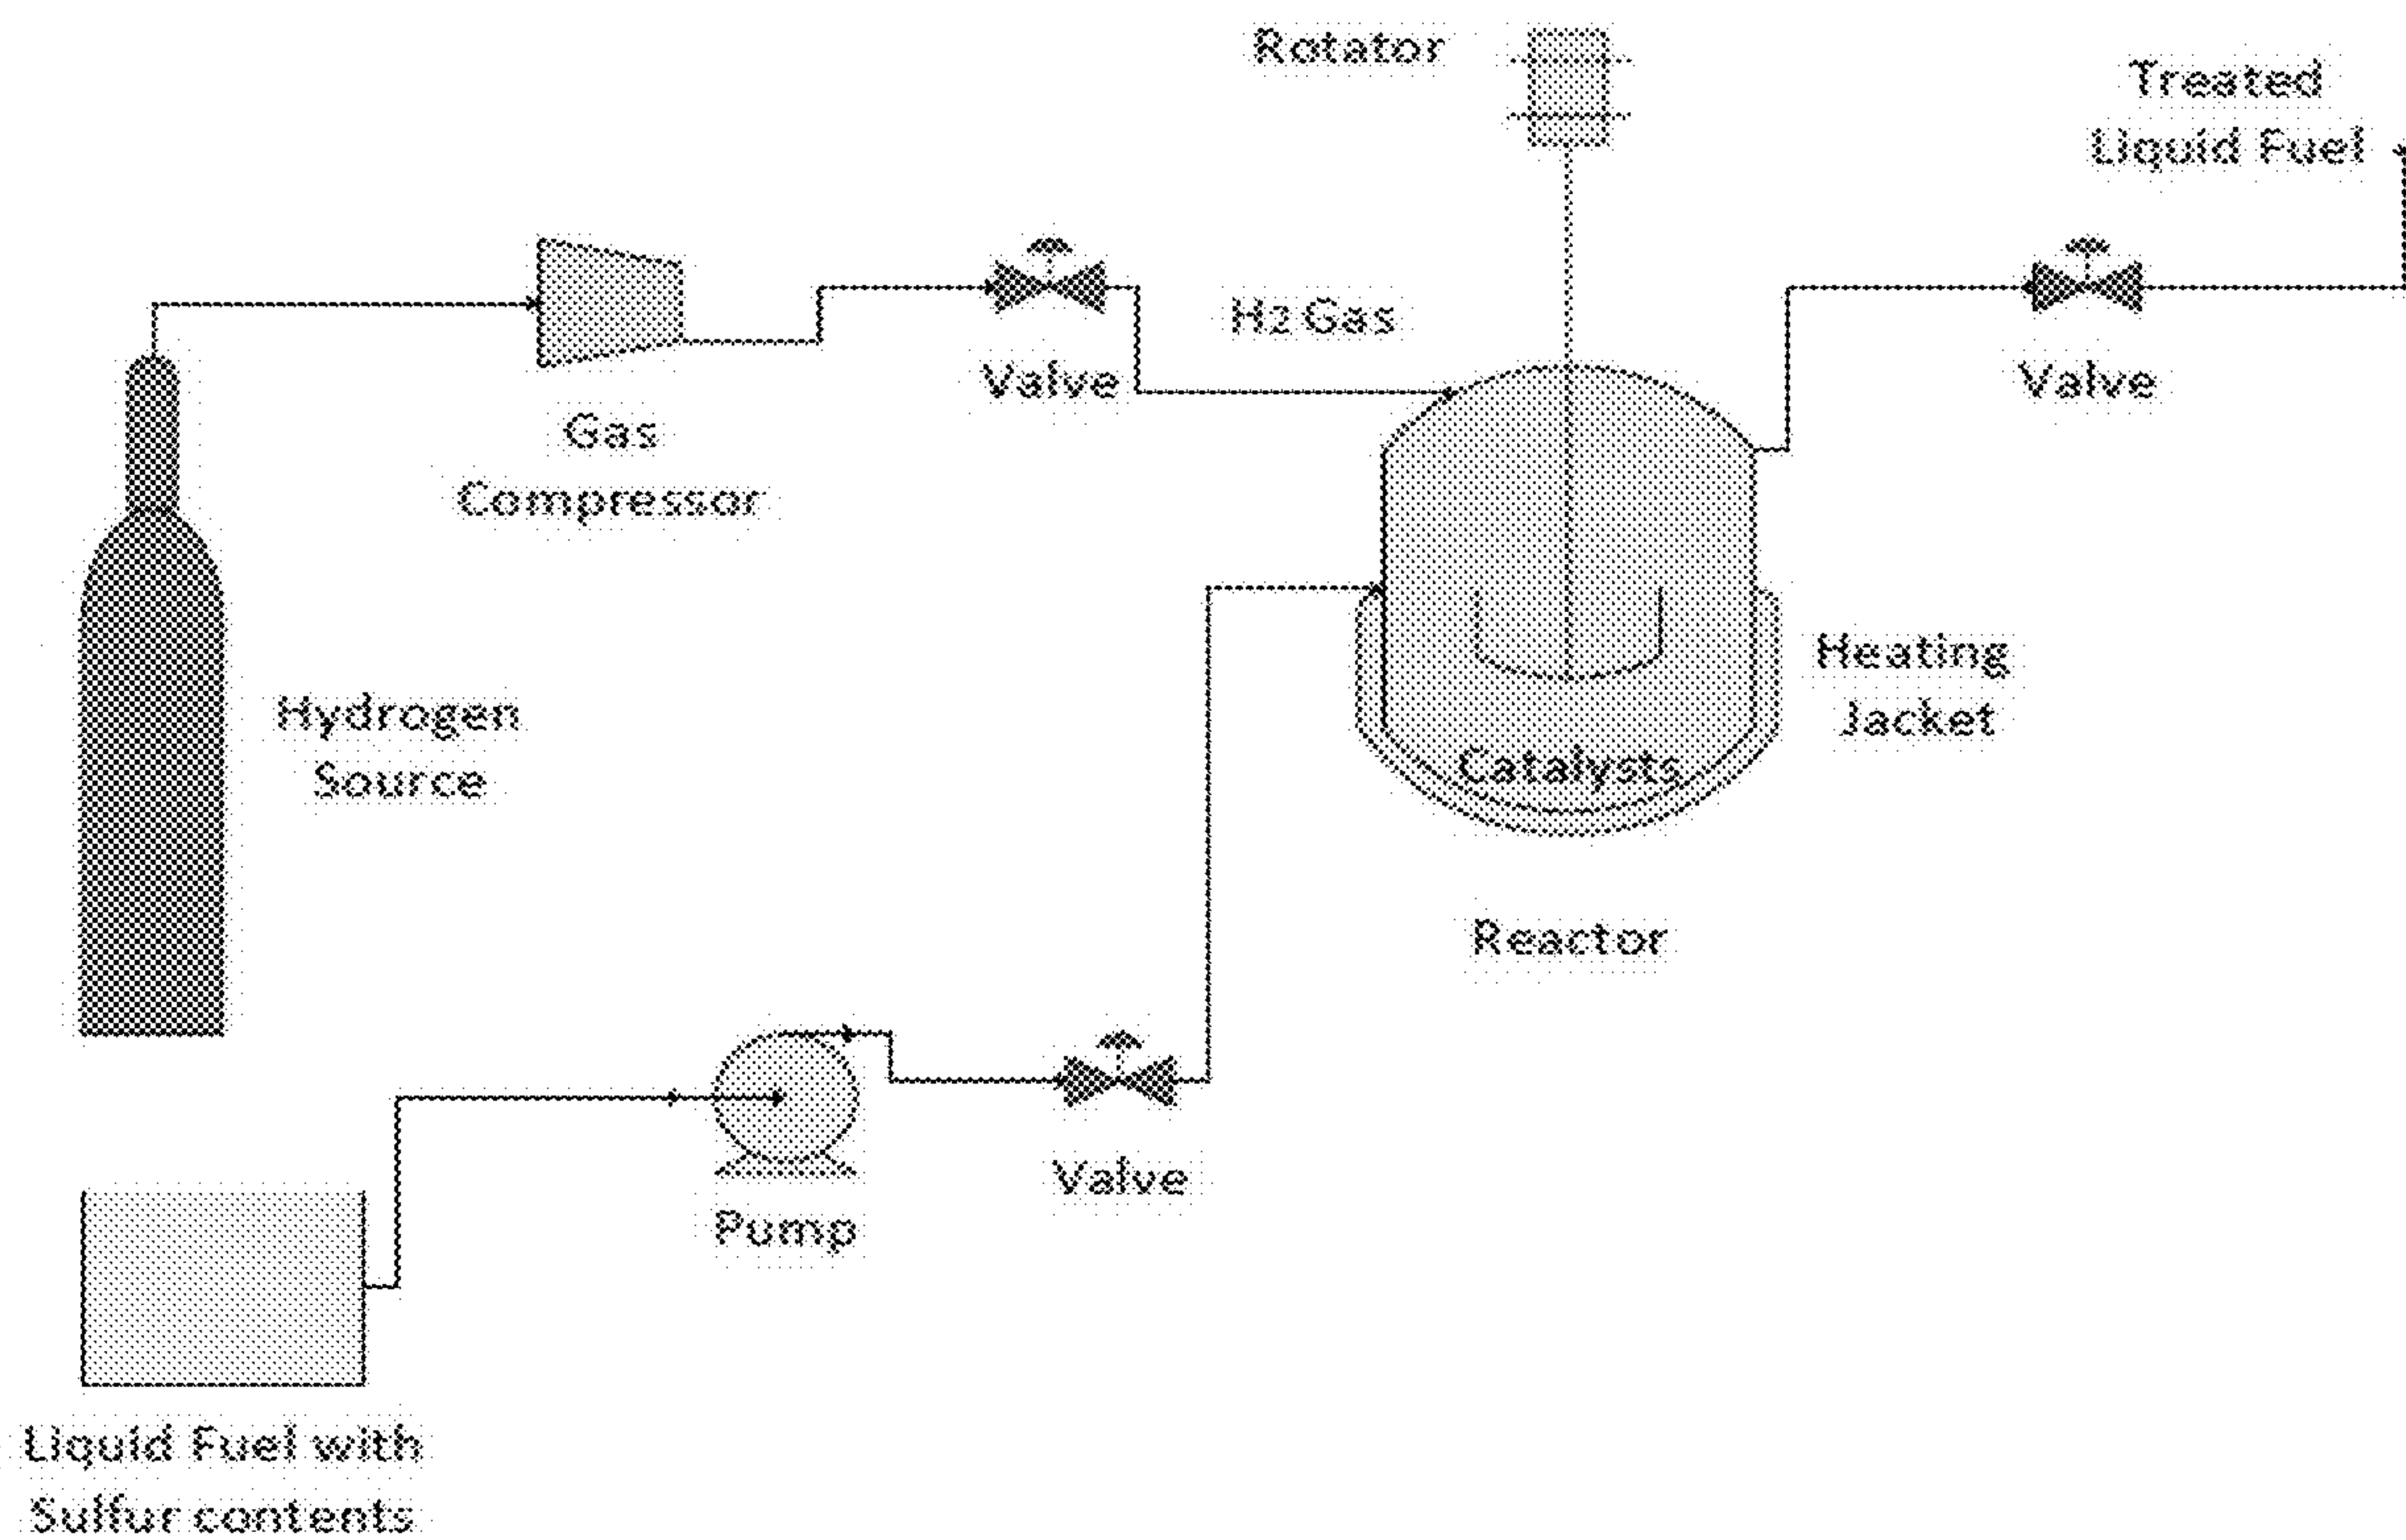 Rotator
Treated
Liquid Fuel
H2 Gas
Valve
Valve
Gas
Compressor
Hydrogen
Source
Heating
Jacket
Catalysts
Reactor
Valve
Pump
Liquid Fuel with
Sulfur contents